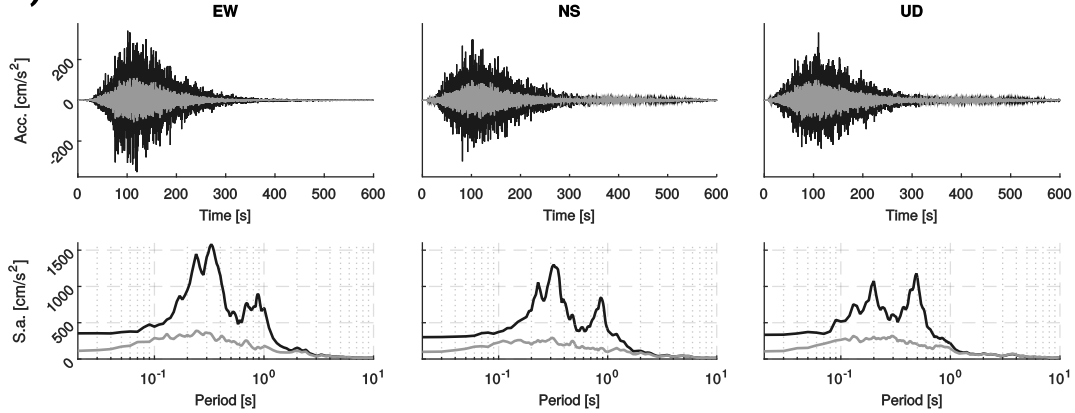 EW NS UD
Acc. [cm/s²]
200
0
-200
0 100 200 300 400 500 600 0 100 200 300 400 500 600 0 100 200 300 400 500 600
Time [s] Time [s] Time [s]
S.a. [cm/s²]
1500
1000
500
0
10⁻¹ 10⁰ 10¹ 10⁻¹ 10⁰ 10¹ 10⁻¹ 10⁰ 10¹
Period [s] Period [s] Period [s]